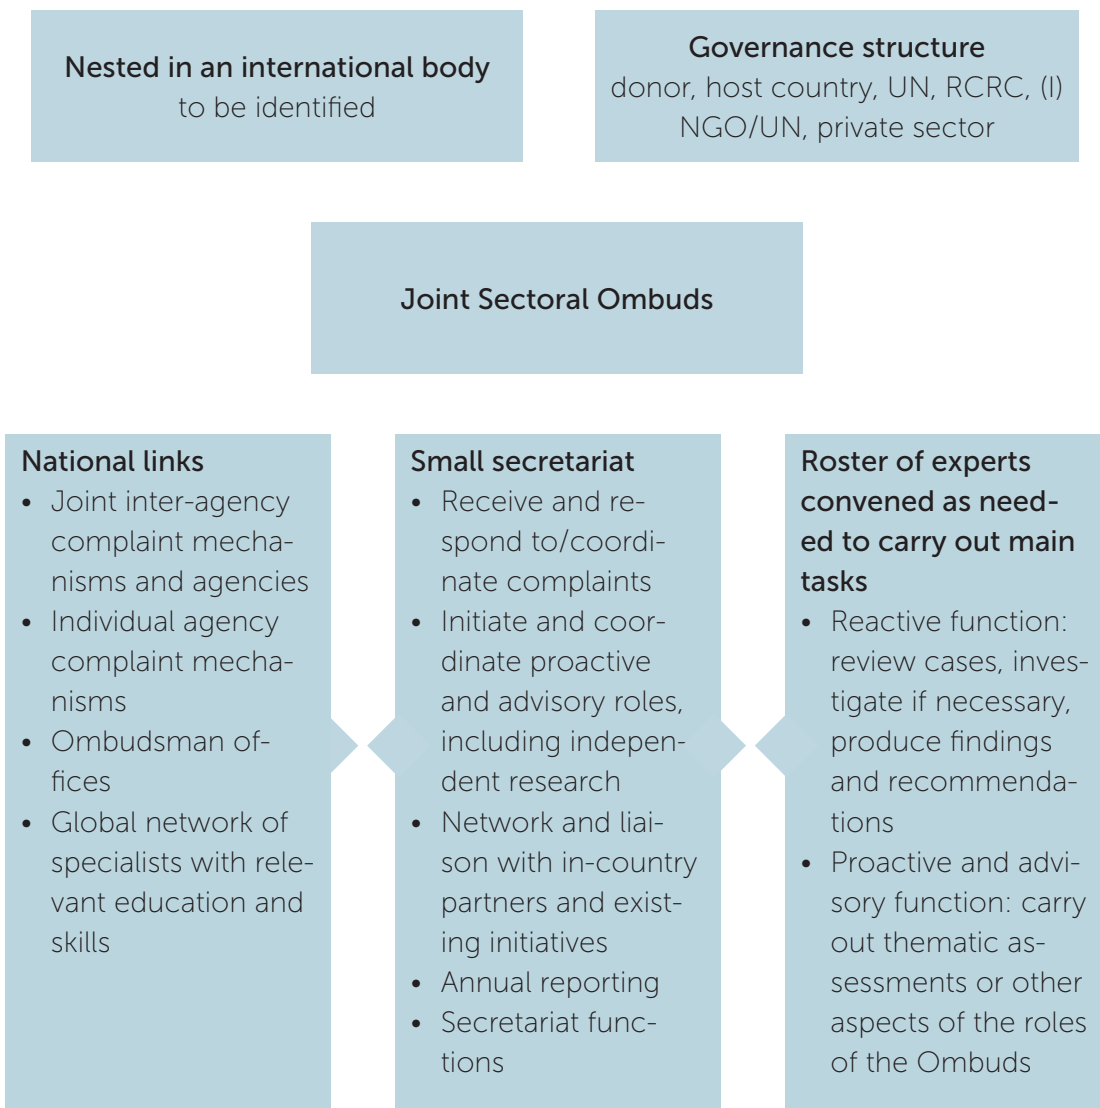 Nested in an international body
to be identified
Governance structure
donor, host country, UN, RCRC, (I)
NGO/UN, private sector
Joint Sectoral Ombuds
National links
• Joint inter-agency
complaint mecha-
nisms and agencies
• Individual agency
complaint mecha-
nisms
• Ombudsman of-
fices
• Global network of
specialists with rele-
vant education and
skills
Small secretariat
• Receive and re-
spond to/coordi-
nate complaints
• Initiate and coor-
dinate proactive
and advisory roles,
including indepen-
dent research
• Network and liai-
son with in-country
partners and exist-
ing initiatives
• Annual reporting
• Secretariat func-
tions
Roster of experts
convened as need-
ed to carry out main
tasks
• Reactive function:
review cases, inves-
tigate if necessary,
produce findings
and recommenda-
tions
• Proactive and advi-
sory function: carry
out thematic as-
sessments or other
aspects of the roles
of the Ombuds